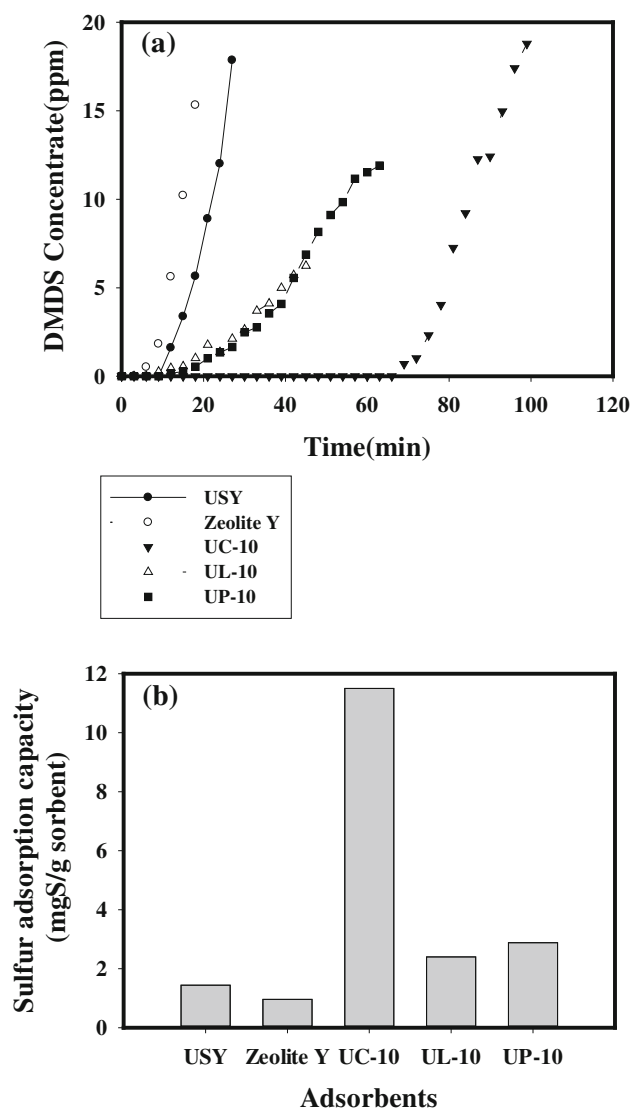 (a)
DMDS Concentrate(ppm)
20
15
10
5
0
0 20 40 60 80 100 120
Time(min)
USY
Zeolite Y
UC-10
UL-10
UP-10
(b)
Sulfur adsorption capacity
(mgS/g sorbent)
12
10
8
6
4
2
0
USY Zeolite Y UC-10 UL-10 UP-10
Adsorbents